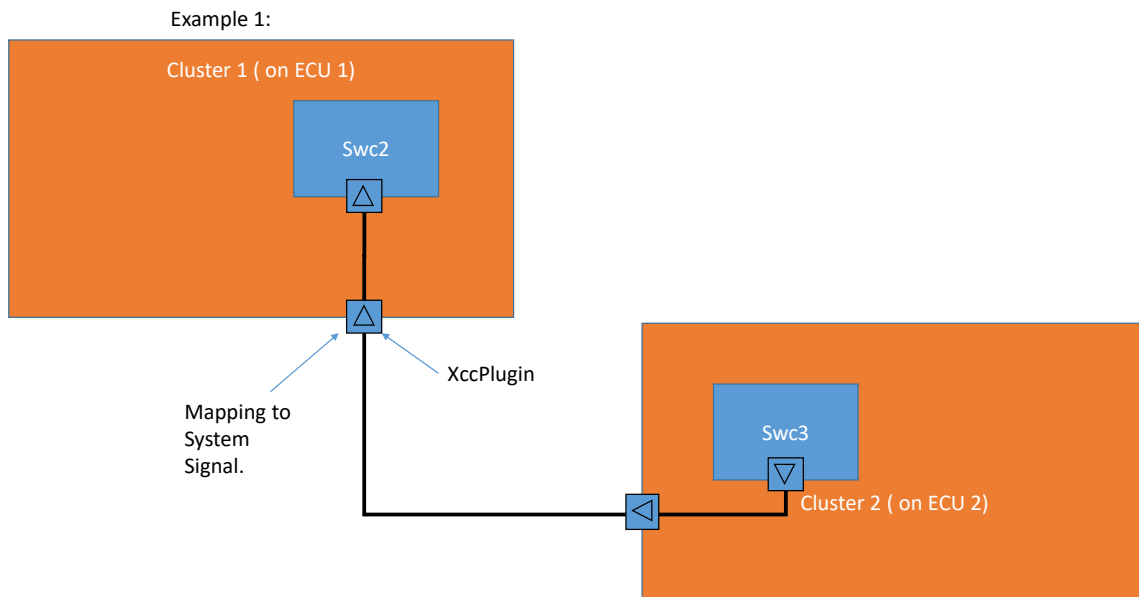 Example 1:
Cluster 1 ( on ECU 1)
Swc2
XccPlugin
Mapping to
System
Signal.
Swc3
Cluster 2 ( on ECU 2)